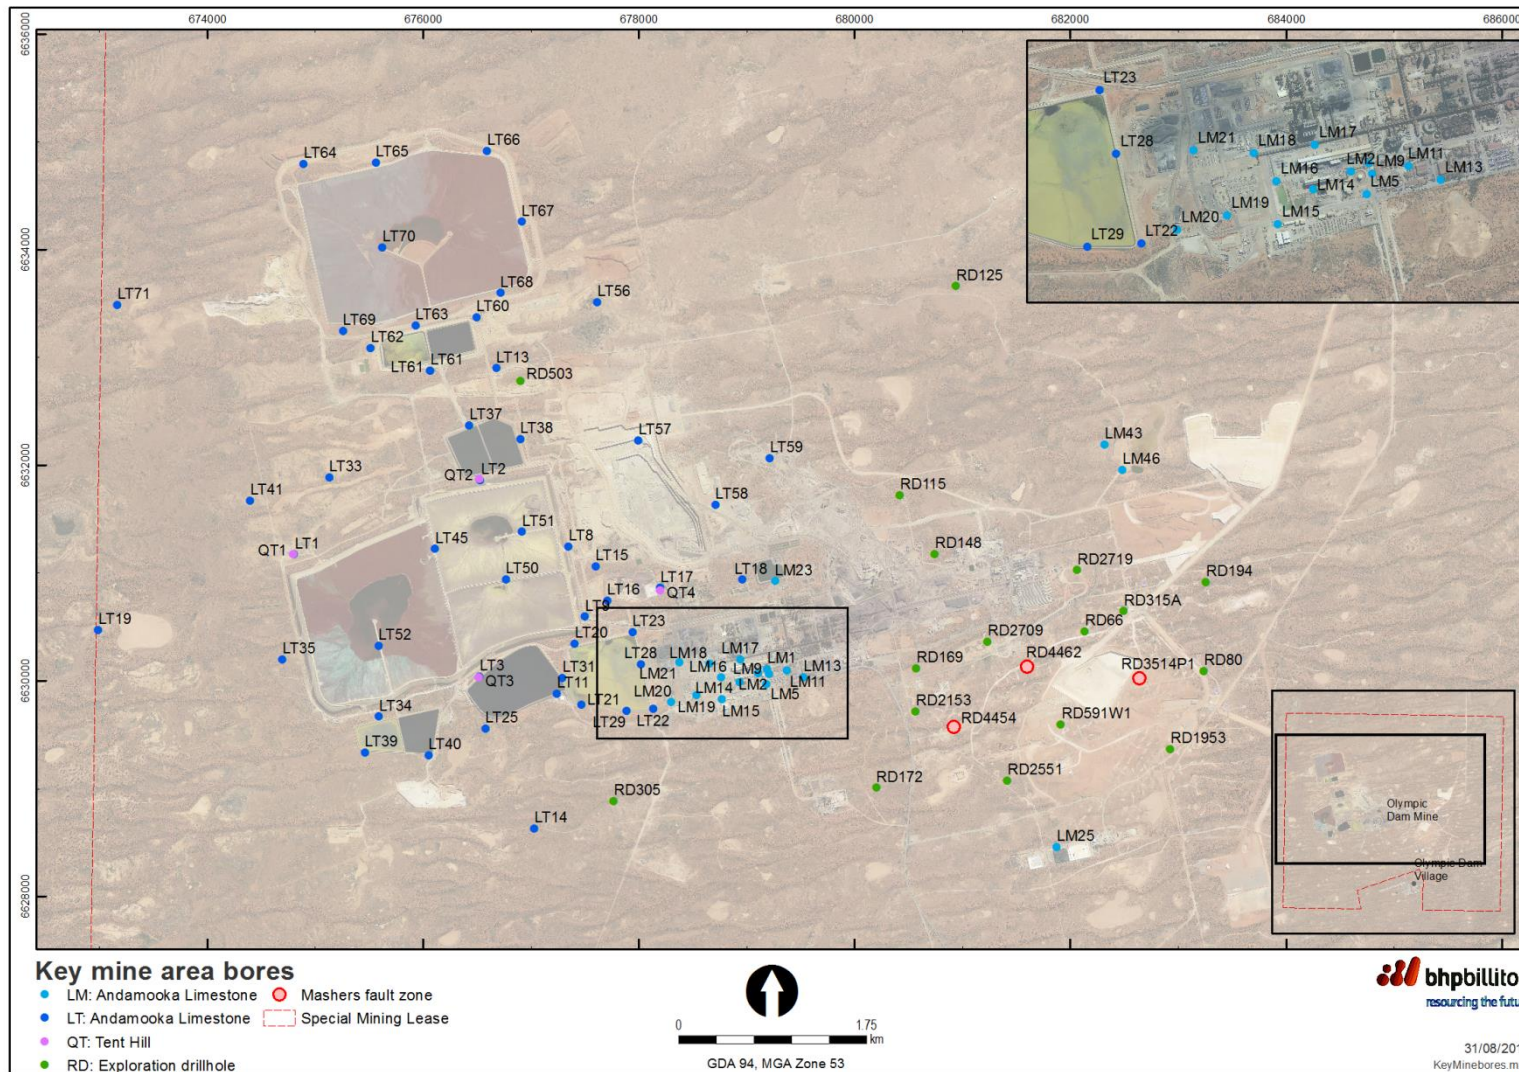 674000
676000
678000
680000
682000
684000
686000
6636000
6634000
6632000
6630000
6628000
LT23
LT28
LM21
LM18
LM17
LM16
LM2
LM9
LM11
LM13
LM14
LM5
LM19
LM15
LM20
LT22
LT29
LT64
LT65
LT66
LT67
LT70
LT68
LT71
LT56
RD125
LT69
LT63
LT60
LT62
LT61
LT61
LT13
RD503
LT37
LT38
LT57
LT59
LM43
LM46
LT33
QT2
LT2
LT41
LT58
RD115
LT51
QT1
LT1
LT45
LT8
LT15
RD148
RD2719
LT50
LT18
LM23
LT17
QT4
RD194
LT16
LT9
RD315A
LT19
LT23
RD66
LT52
LT20
RD2709
LT35
LT28
LM18
LM17
RD169
RD4462
RD3514P1
RD80
LT3
QT3
LT31
LM21
LM16
LM9
LM1
LM13
LT11
LM20
LM14
LM2
LM11
LM5
LT34
LT21
LM19
LM15
RD2153
LT25
LT29
LT22
RD4454
RD591W1
LT39
LT40
RD1953
RD305
RD172
RD2551
LT14
LM25
Olympic
Dam Mine
Olympic Dam
Village
Key mine area bores
LM: Andamooka Limestone
Mashers fault zone
LT: Andamooka Limestone
Special Mining Lease
QT: Tent Hill
RD: Exploration drillhole
0
1.75
km
GDA 94, MGA Zone 53
bhpbillito
resourcing the futu
31/08/201
KeyMinebores.m